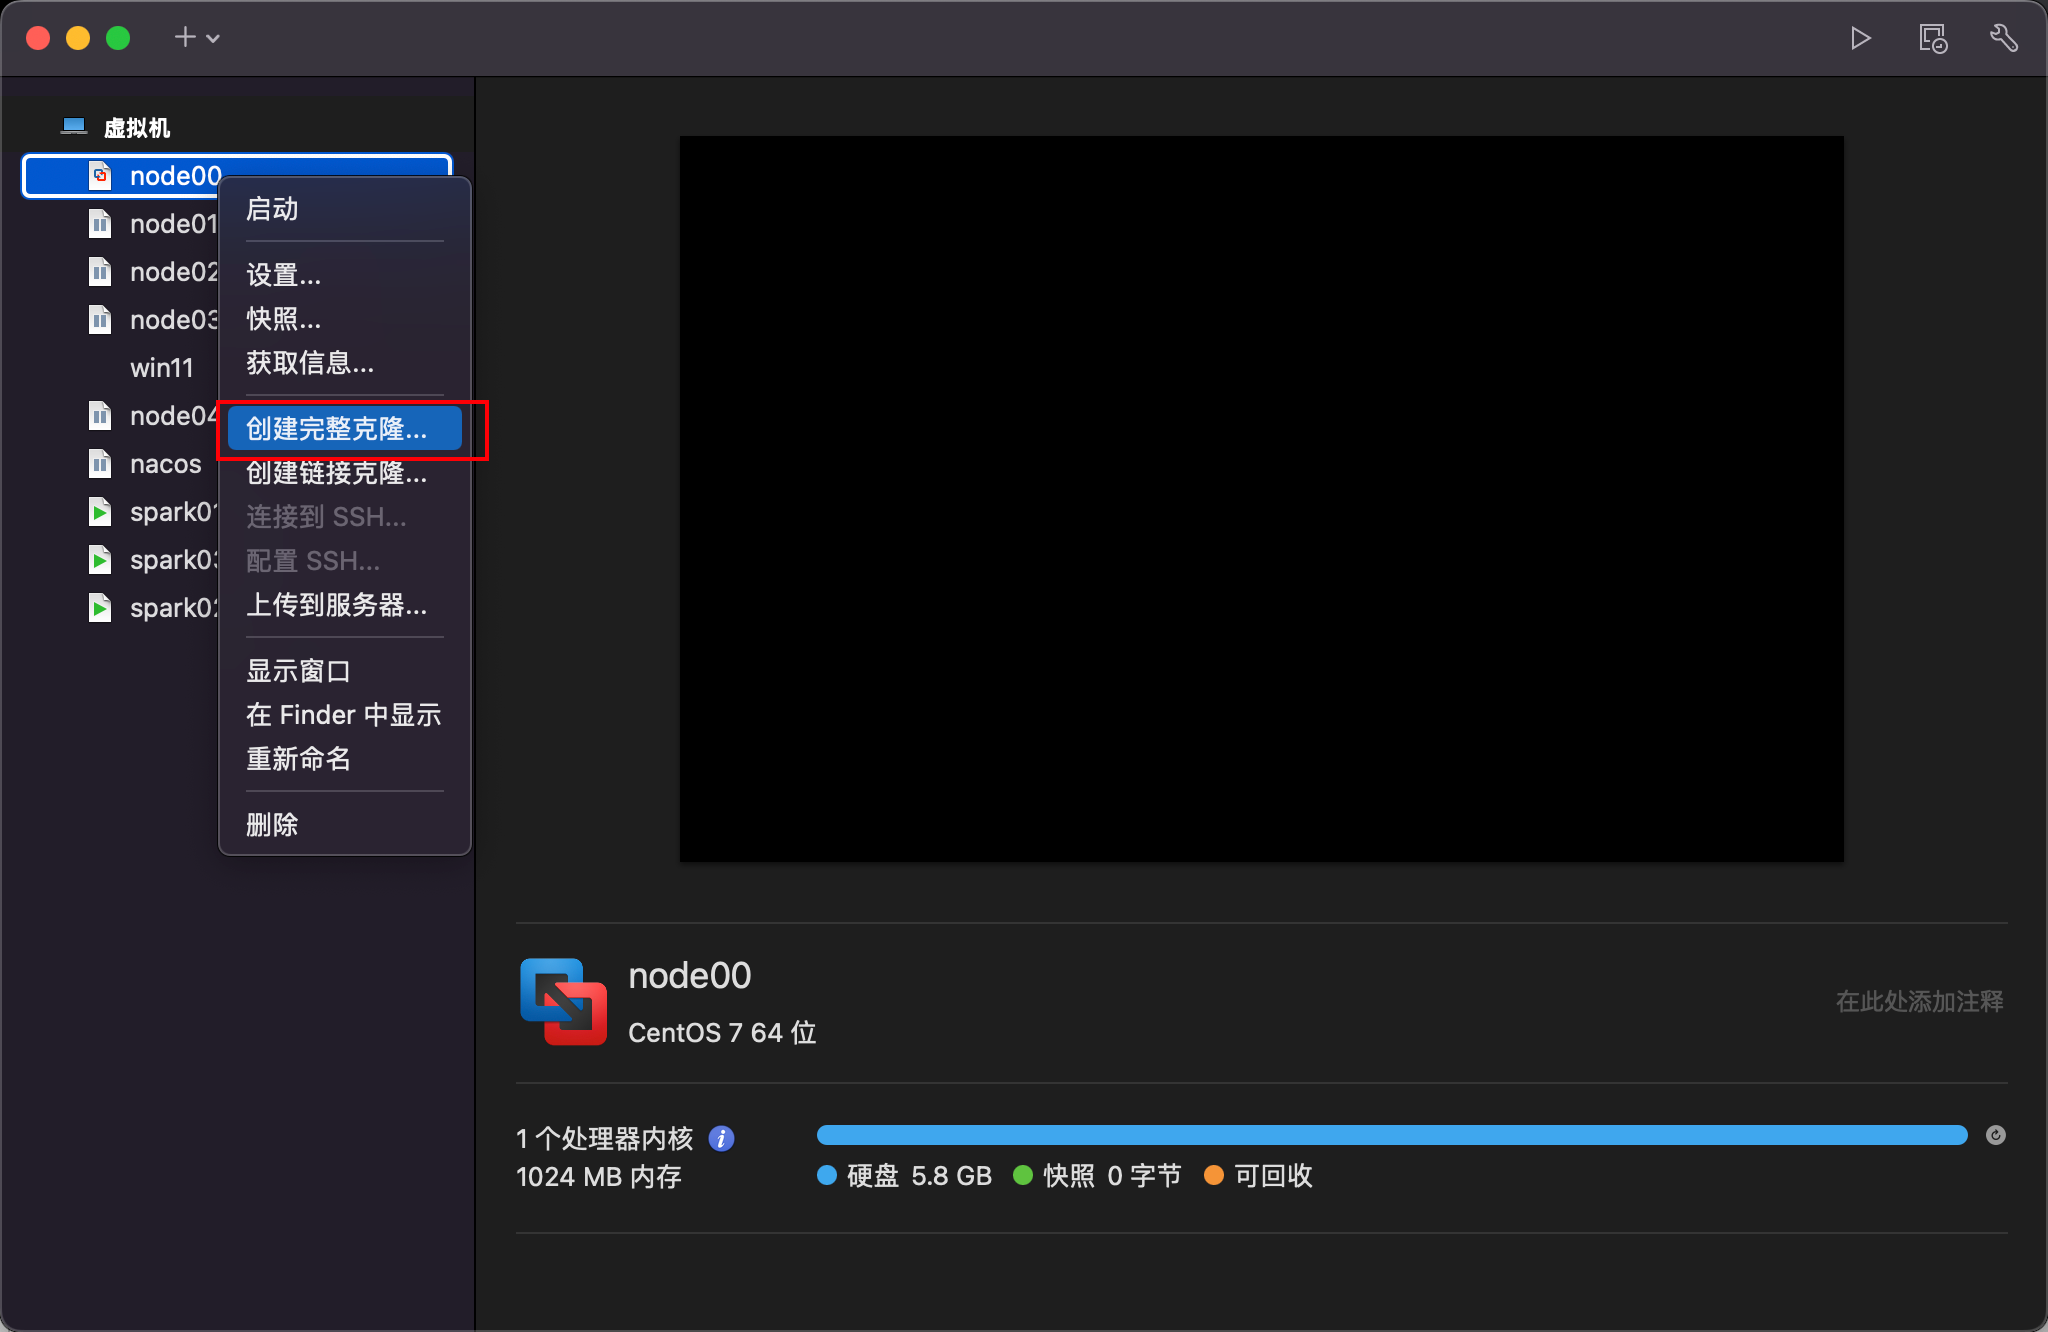 虚拟机
node00
node01
node02
node03
win11
node04
nacos
spark01
spark03
spark02
启动
设置...
快照...
获取信息...
创建完整克隆...
创建链接克隆...
连接到 SSH...
配置 SSH...
上传到服务器...
显示窗口
在 Finder 中显示
重新命名
删除
node00
CentOS 7 64 位
在此处添加注释
1 个处理器内核
1024 MB 内存
硬盘 5.8 GB 快照 0 字节 可回收